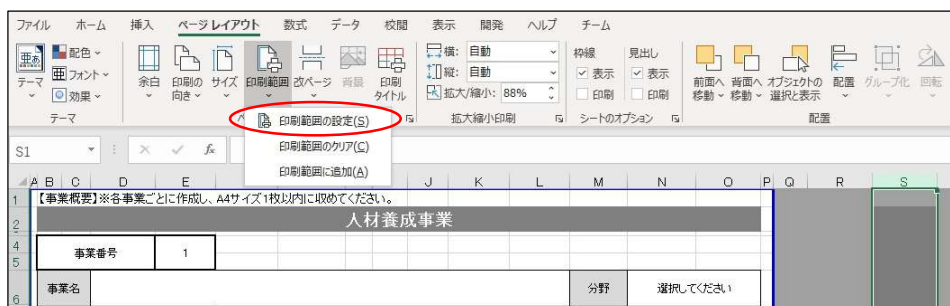 ファイル ホーム 挿入 ページ レイアウト 数式 データ 校閲 表示 開発 ヘルプ チーム
亜あ 配色 フォント 効果 テーマ
余白 印刷の向き サイズ 印刷範囲 改ページ 背景 印刷タイトル
横: 自動
縦: 自動
拡大/縮小: 88%
枠線 見出し
表示 表示
印刷 印刷
前面へ移動 背面へ移動 オブジェクトの選択と表示 配置 グループ化 回転
テーマ ペ 拡大縮小印刷 シートのオプション 配置
印刷範囲の設定(S)
印刷範囲のクリア(C)
印刷範囲に追加(A)
S1 fx
A B C D E J K L M N O P Q R S
1 【事業概要】※各事業ごとに作成し、A4サイズ1枚以内に収めてください。
2 人材養成事業
4 事業番号 1
5
6 事業名 分野 選択してください